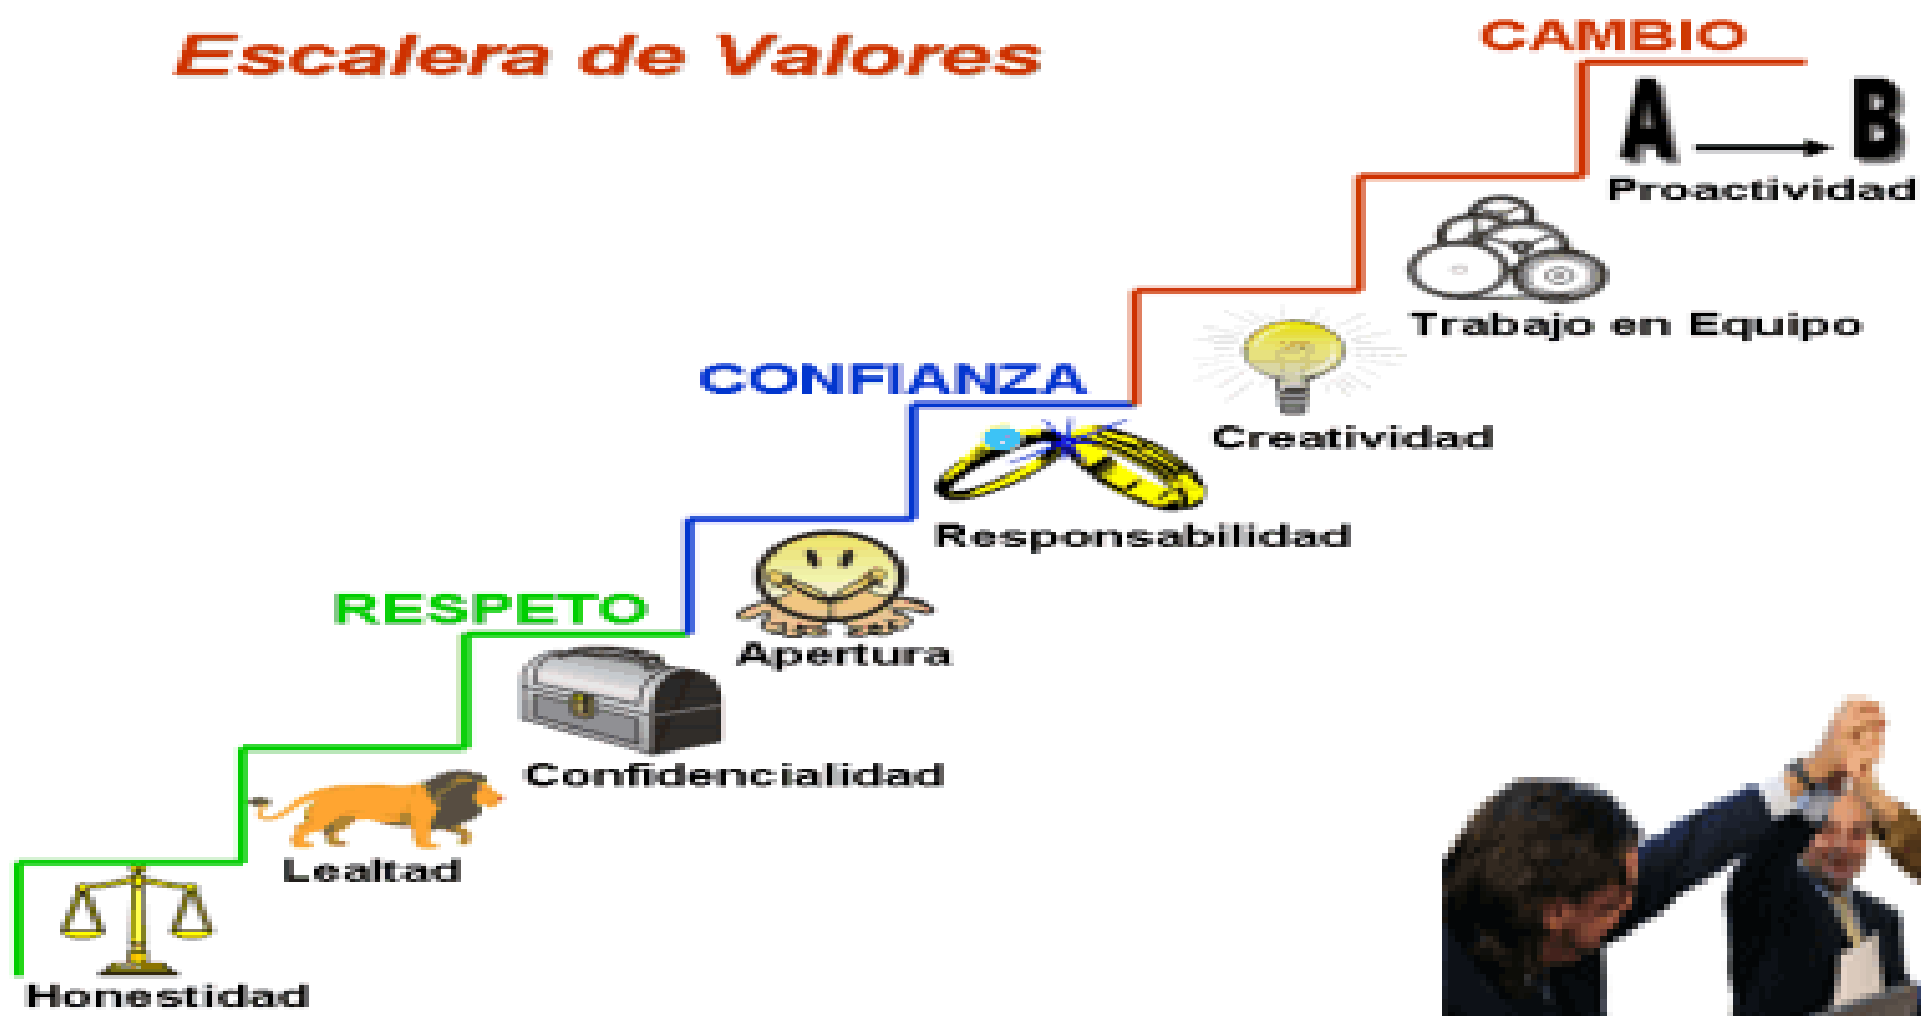 Escalera de Valores
CAMBIO
A B
Proactividad
Trabajo en Equipo
Creatividad
CONFIANZA
Responsabilidad
Apertura
RESPETO
Confidencialidad
Lealtad
Honestidad